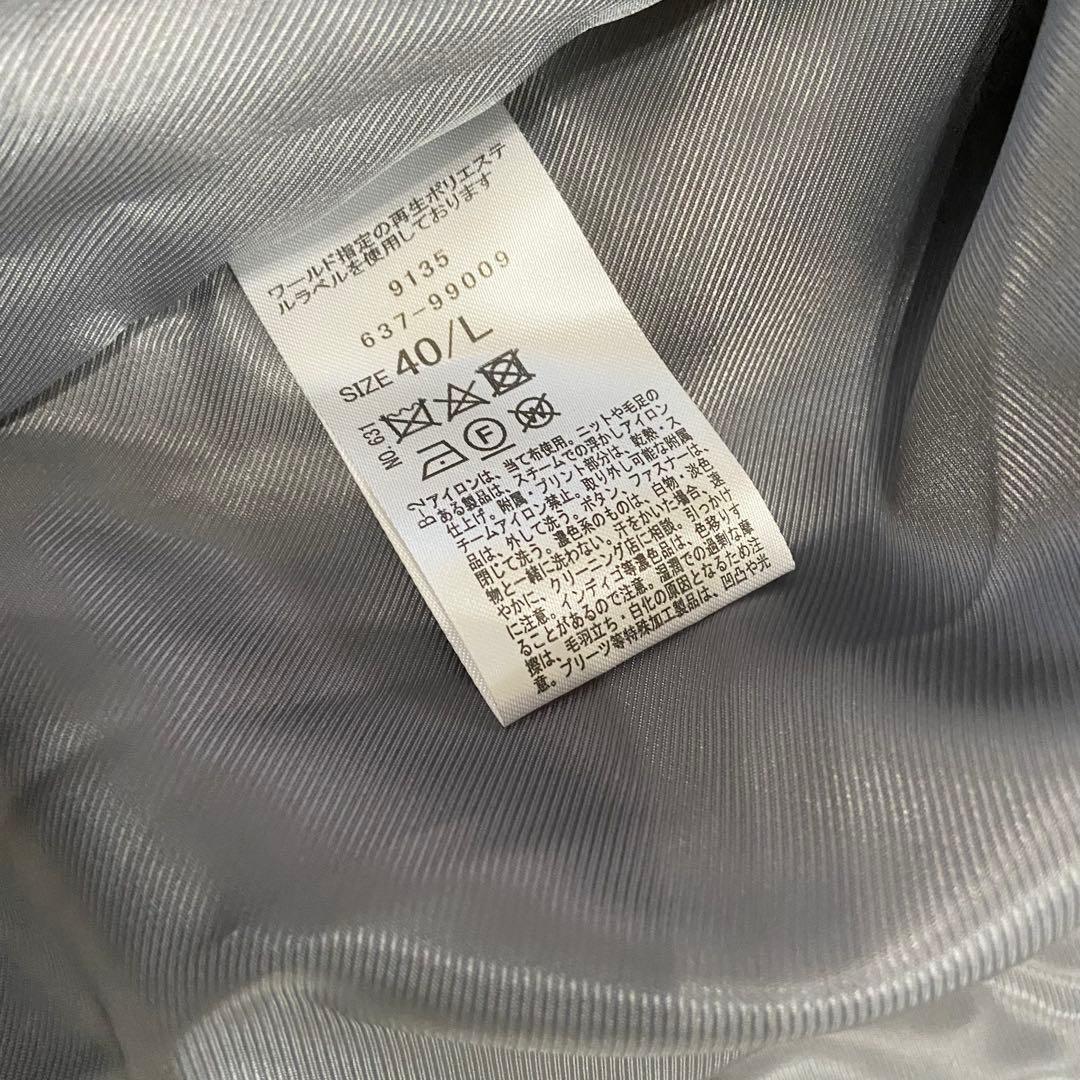 ワールド指定の再生ポリエステ
ルラベルを使用しております
9135
637-99009
SIZE 40/L
NO.631
F W
B2
アイロンは、当て布使用。ニットや毛足の
ある製品は、スチームでの浮かしアイロン
仕上げ。附属・プリント部分は、乾熱・ス
チームアイロン禁止。取り外し可能な附属
品は、外して洗う。ボタン、ファスナーは、
閉じて洗う。濃色系のものは、白物・淡色
物と一緒に洗わない。汗をかいた場合、速
やかに、クリーニング店に相談。引っかけ
に注意。インディゴ等濃色品は、色移りす
ることがあるので注意。湿潤での過剰な摩
擦は、毛羽立ち・白化の原因となるため注
意。プリーツ等特殊加工製品は、凹凸や光